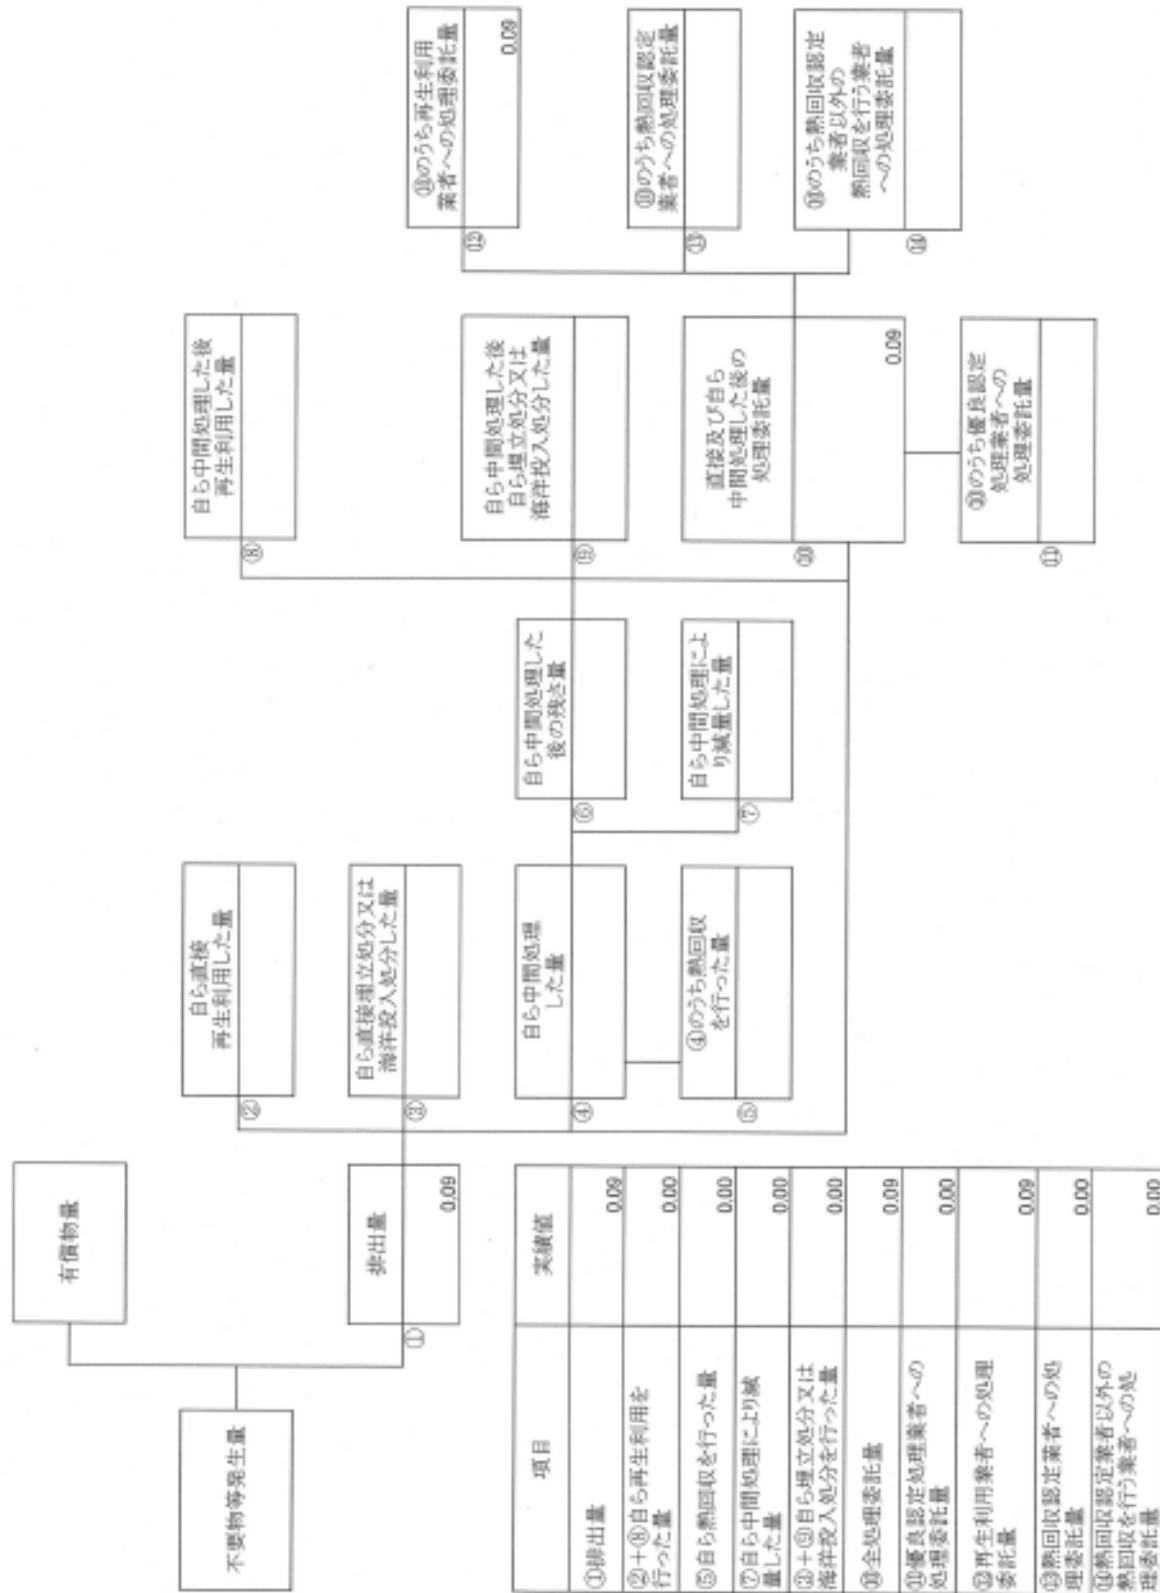 有償物量
不要物等発生量
排出量
①
0.09
自ら直接
再生利用した量
②
自ら直接埋立処分又は
海洋投入処分した量
③
自ら中間処理
した量
④
④のうち熱回収
を行った量
⑤
自ら中間処理した
後の残さ量
⑥
自ら中間処理によ
り減量した量
⑦
自ら中間処理した後
再生利用した量
⑧
自ら中間処理した後
自ら埋立処分又は
海洋投入処分した量
⑨
直接及び自ら
中間処理した後の
処理委託量
⑩
0.09
⑩のうち優良認定
処理業者への
処理委託量
⑪
⑩のうち再生利用
業者への処理委託量
⑫
0.09
⑩のうち熱回収認定
業者への処理委託量
⑬
⑩のうち熱回収認定
業者以外の
熱回収を行う業者
への処理委託量
⑭
項目
実績値
①排出量
0.09
②+⑧自ら再生利用を
行った量
0.00
⑤自ら熱回収を行った量
0.00
⑦自ら中間処理により減
量した量
0.00
③+⑨自ら埋立処分又は
海洋投入処分を行った量
0.00
⑩全処理委託量
0.09
⑪優良認定処理業者への
処理委託量
0.00
⑫再生利用業者への処理
委託量
0.09
⑬熱回収認定業者への処
理委託量
0.00
⑭熱回収認定業者以外の
熱回収を行う業者への処
理委託量
0.00